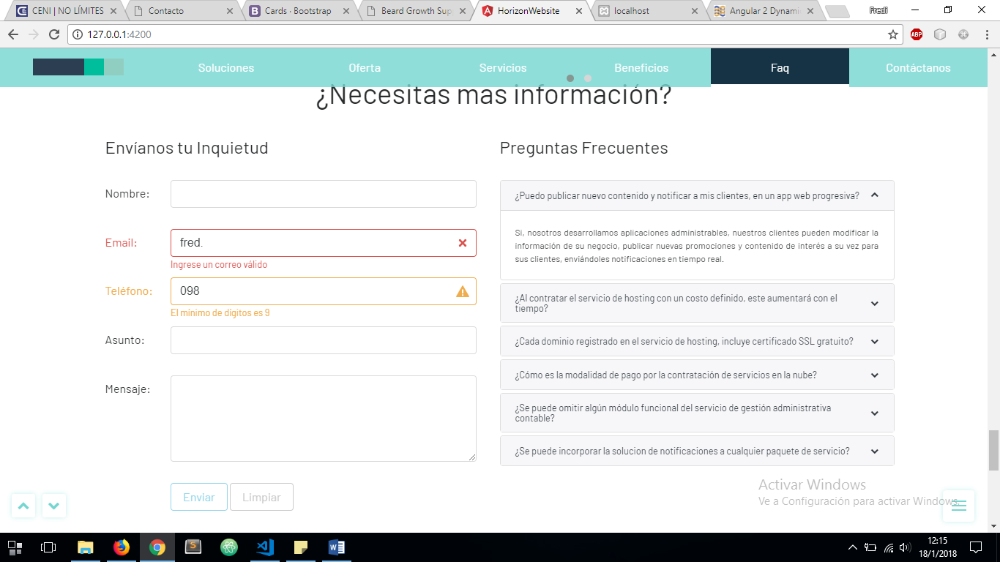 CENI | NO LÍMITES
Contacto
Cards · Bootstrap
Beard Growth Sup
HorizonWebsite
localhost
Angular 2 Dynami
Fredi
127.0.0.1:4200
ABP
Soluciones
Oferta
Servicios
Beneficios
Faq
Contáctanos
¿Necesitas mas información?
Envíanos tu Inquietud
Nombre:
Email:
fred.
Ingrese un correo válido
Teléfono:
098
El mínimo de dígitos es 9
Asunto:
Mensaje:
Enviar
Limpiar
Preguntas Frecuentes
¿Puedo publicar nuevo contenido y notificar a mis clientes, en un app web progresiva?
Si, nosotros desarrollamos aplicaciones administrables, nuestros clientes pueden modificar la
información de su negocio, publicar nuevas promociones y contenido de interés a su vez para
sus clientes, enviándoles notificaciones en tiempo real.
¿Al contratar el servicio de hosting con un costo definido, este aumentará con el
tiempo?
¿Cada dominio registrado en el servicio de hosting, incluye certificado SSL gratuito?
¿Cómo es la modalidad de pago por la contratación de servicios en la nube?
¿Se puede omitir algún módulo funcional del servicio de gestión administrativa
contable?
¿Se puede incorporar la solucion de notificaciones a cualquier paquete de servicio?
Activar Windows
Ve a Configuración para activar Windows.
12:15
18/1/2018